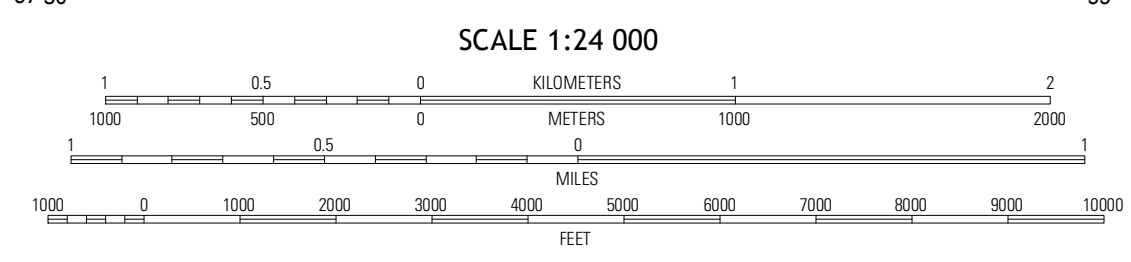 SCALE 1:24 000
1 0.5 0 KILOMETERS 1 2
1000 500 0 METERS 1000 2000
1 0.5 0 1
MILES
1000 0 1000 2000 3000 4000 5000 6000 7000 8000 9000 10000
FEET